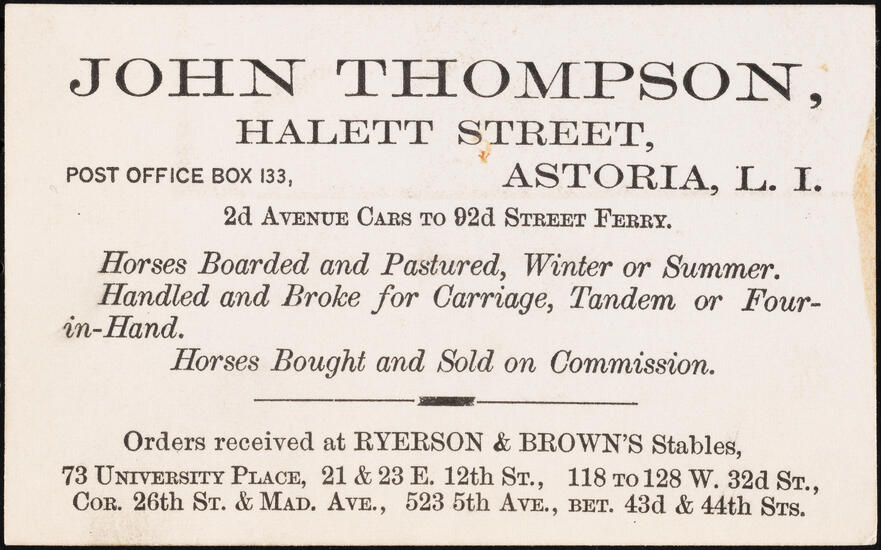 JOHN THOMPSON,
HALETT STREET,
POST OFFICE BOX 133, ASTORIA, L. I.
2d AVENUE CARS TO 92d STREET FERRY.
Horses Boarded and Pastured, Winter or Summer.
Handled and Broke for Carriage, Tandem or Four-
in-Hand.
Horses Bought and Sold on Commission.
Orders received at RYERSON & BROWN'S Stables,
73 UNIVERSITY PLACE, 21 & 23 E. 12th ST., 118 TO 128 W. 32d ST.,
COR. 26th ST. & MAD. AVE., 523 5th AVE., BET. 43d & 44th STS.